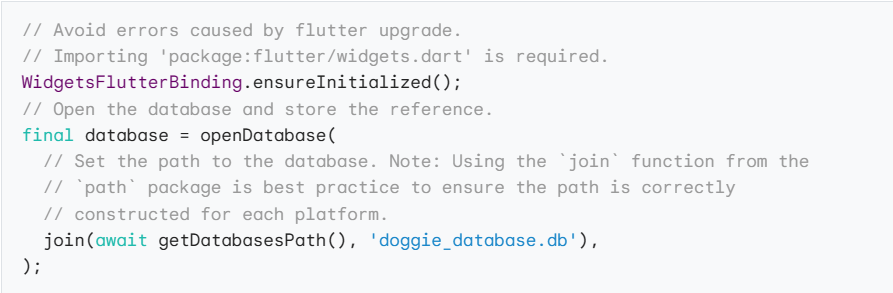 // Avoid errors caused by flutter upgrade.
// Importing 'package:flutter/widgets.dart' is required.
WidgetsFlutterBinding.ensureInitialized();
// Open the database and store the reference.
final database = openDatabase(
  // Set the path to the database. Note: Using the `join` function from the
  // `path` package is best practice to ensure the path is correctly
  // constructed for each platform.
  join(await getDatabasesPath(), 'doggie_database.db'),
);